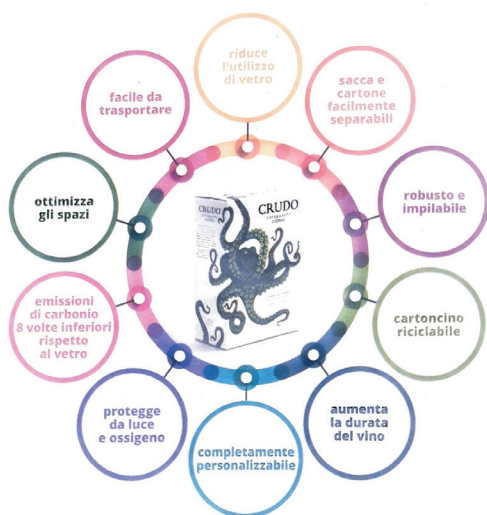 riduce
l'utilizzo
di vetro
sacca e
cartone
facilmente
separabili
robusto e
impilabile
cartoncino
riciclabile
aumenta
la durata
del vino
completamente
personalizzabile
protegge
da luce
e ossigeno
emissioni
di carbonio
8 volte inferiori
rispetto
al vetro
ottimizza
gli spazi
facile da
trasportare
CRUDO
CRUDO